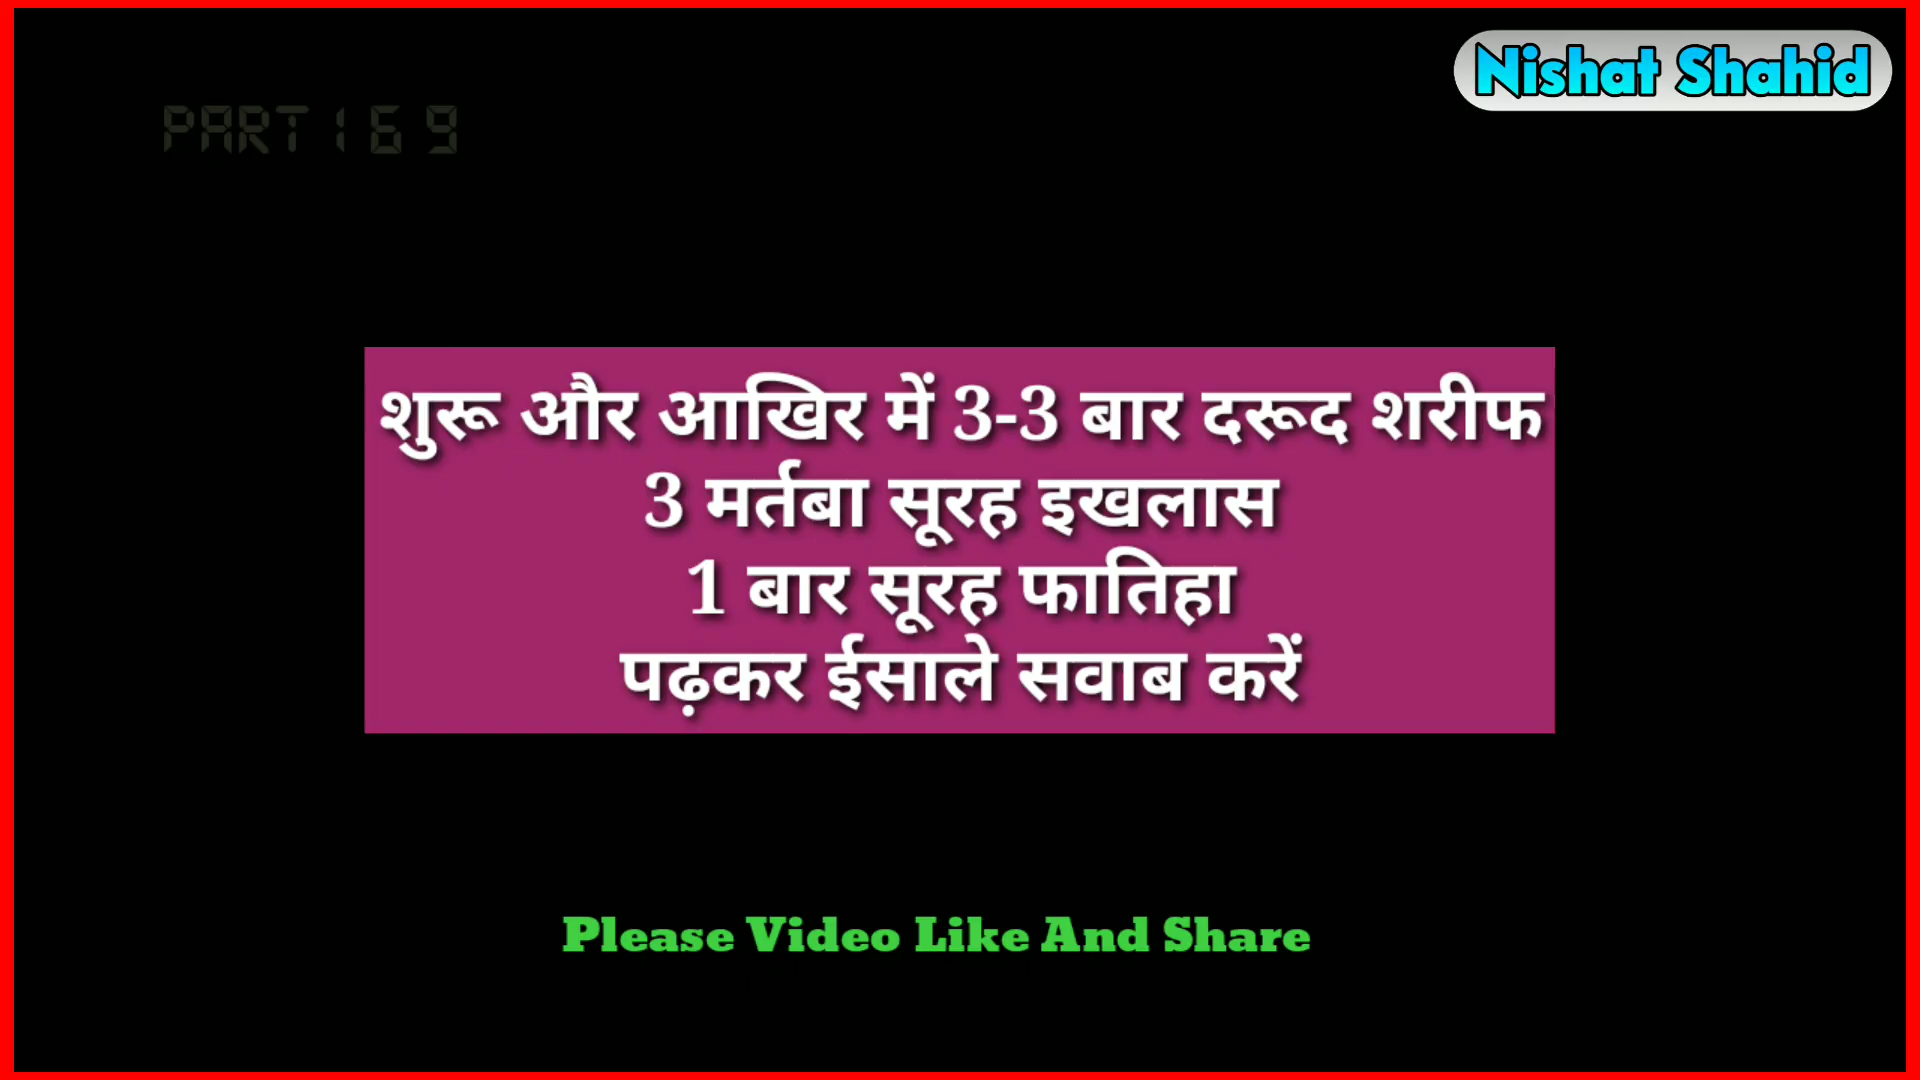 Nishat Shahid
PART 169
शुरू और आखिर में 3-3 बार दरूद शरीफ
3 मर्तबा सूरह इखलास
1 बार सूरह फातिहा
पढ़कर ईसाले सवाब करें
Please Video Like And Share